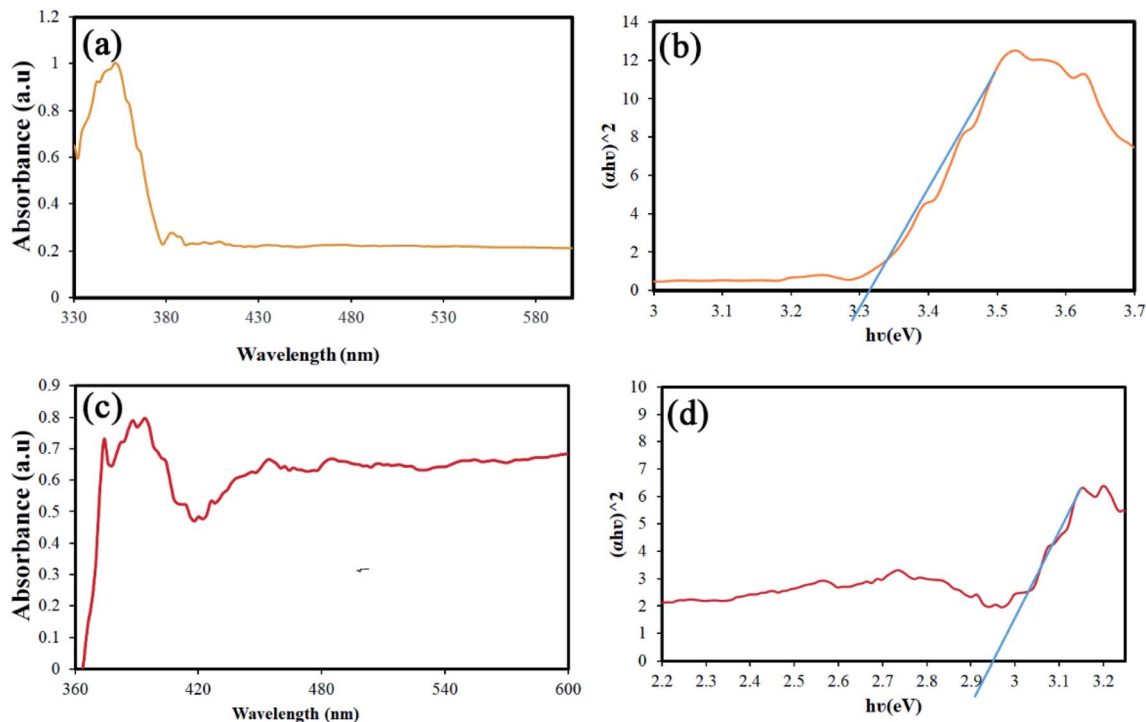 (a)
Absorbance (a.u)
1.2
1
0.8
0.6
0.4
0.2
0
330 380 430 480 530 580
Wavelength (nm)
(b)
(αhυ)^2
14
12
10
8
6
4
2
0
3 3.1 3.2 3.3 3.4 3.5 3.6 3.7
hυ(eV)
(c)
Absorbance (a.u)
0.9
0.8
0.7
0.6
0.5
0.4
0.3
0.2
0.1
0
360 420 480 540 600
Wavelength (nm)
(d)
(αhυ)^2
10
9
8
7
6
5
4
3
2
1
0
2.2 2.3 2.4 2.5 2.6 2.7 2.8 2.9 3 3.1 3.2
hυ(eV)